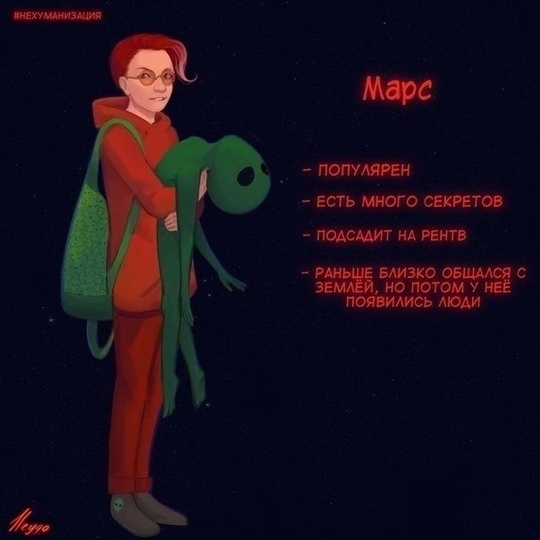 #НЕХУМАНИЗАЦИЯ
Марс
- ПОПУЛЯРЕН
- ЕСТЬ МНОГО СЕКРЕТОВ
- ПОДСАДИТ НА РЕНТВ
- РАНЬШЕ БЛИЗКО ОБЩАЛСЯ С
ЗЕМЛЁЙ, НО ПОТОМ У НЕЁ
ПОЯВИЛИСЬ ЛЮДИ